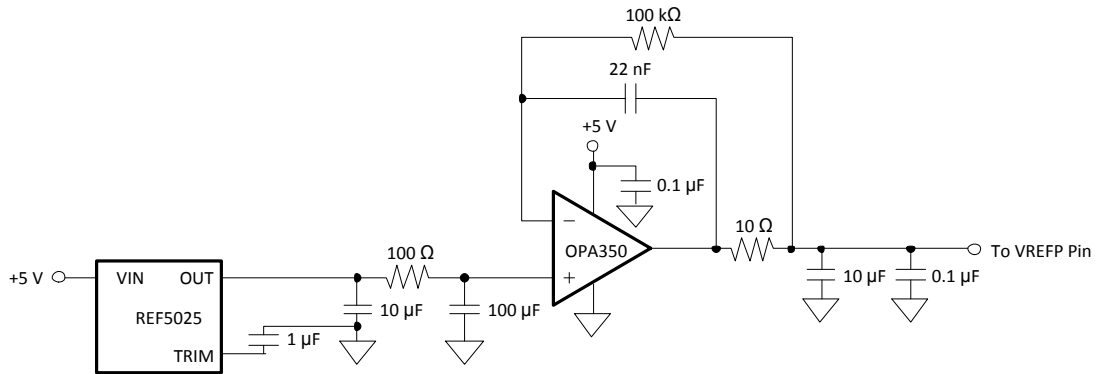 100 kΩ
22 nF
+5 V
0.1 µF
−
OPA350
+
10 Ω
To VREFP Pin
10 µF
0.1 µF
100 Ω
+5 V
VIN
OUT
REF5025
TRIM
10 µF
100 µF
1 µF